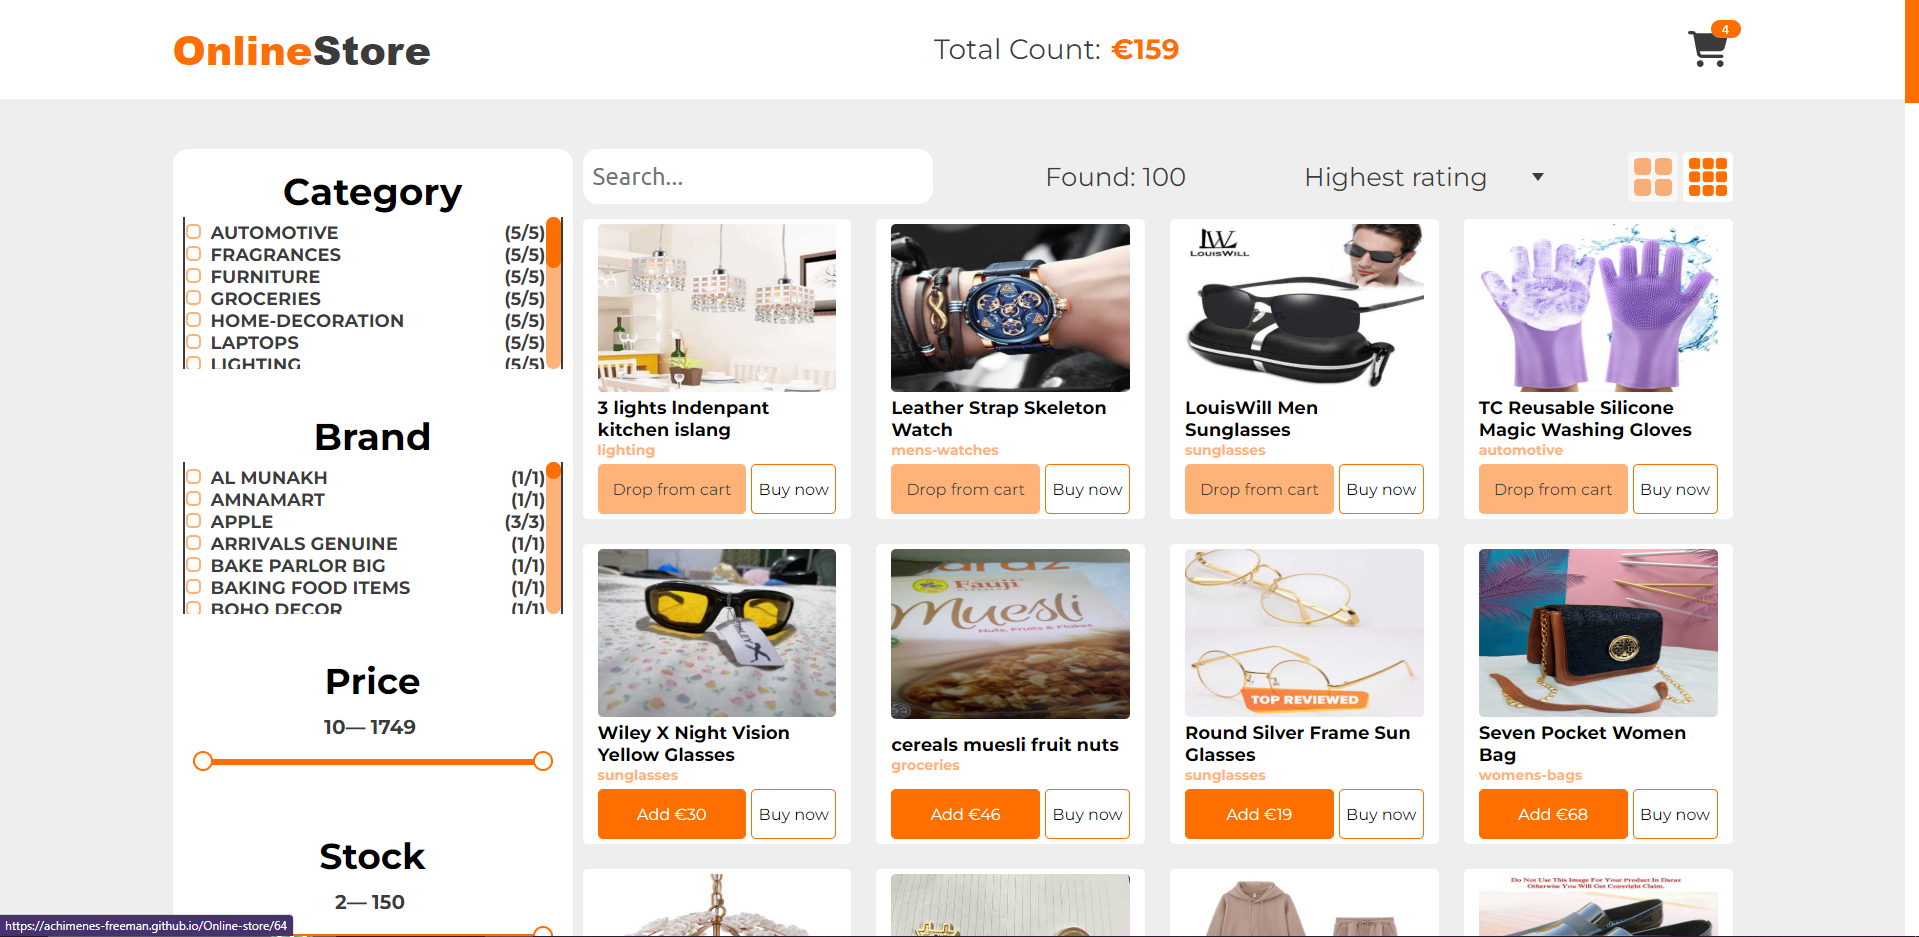 OnlineStore
Total Count: €159
4
Category
AUTOMOTIVE (5/5)
FRAGRANCES (5/5)
FURNITURE (5/5)
GROCERIES (5/5)
HOME-DECORATION (5/5)
LAPTOPS (5/5)
LIGHTING (5/5)
Brand
AL MUNAKH (1/1)
AMNAMART (1/1)
APPLE (3/3)
ARRIVALS GENUINE (1/1)
BAKE PARLOR BIG (1/1)
BAKING FOOD ITEMS (1/1)
BOHO DECOR (1/1)
Price
10— 1749
Stock
2— 150
Search...
Found: 100
Highest rating
3 lights Indenpant
kitchen islang
lighting
Drop from cart
Buy now
Leather Strap Skeleton
Watch
mens-watches
Drop from cart
Buy now
LOUISWILL
LouisWill Men
Sunglasses
sunglasses
Drop from cart
Buy now
TC Reusable Silicone
Magic Washing Gloves
automotive
Drop from cart
Buy now
WILEY X
Wiley X Night Vision
Yellow Glasses
sunglasses
Add €30
Buy now
daraz
Fauji
Muesli
Nuts, Fruits & Flakes
cereals muesli fruit nuts
groceries
Add €46
Buy now
TOP REVIEWED
Round Silver Frame Sun
Glasses
sunglasses
Add €19
Buy now
Seven Pocket Women
Bag
womens-bags
Add €68
Buy now
Do Not Use This Image For Your Product In Daraz
Otherwise You Will Get Copyright Claim.
https://achimenes-freeman.github.io/Online-store/64